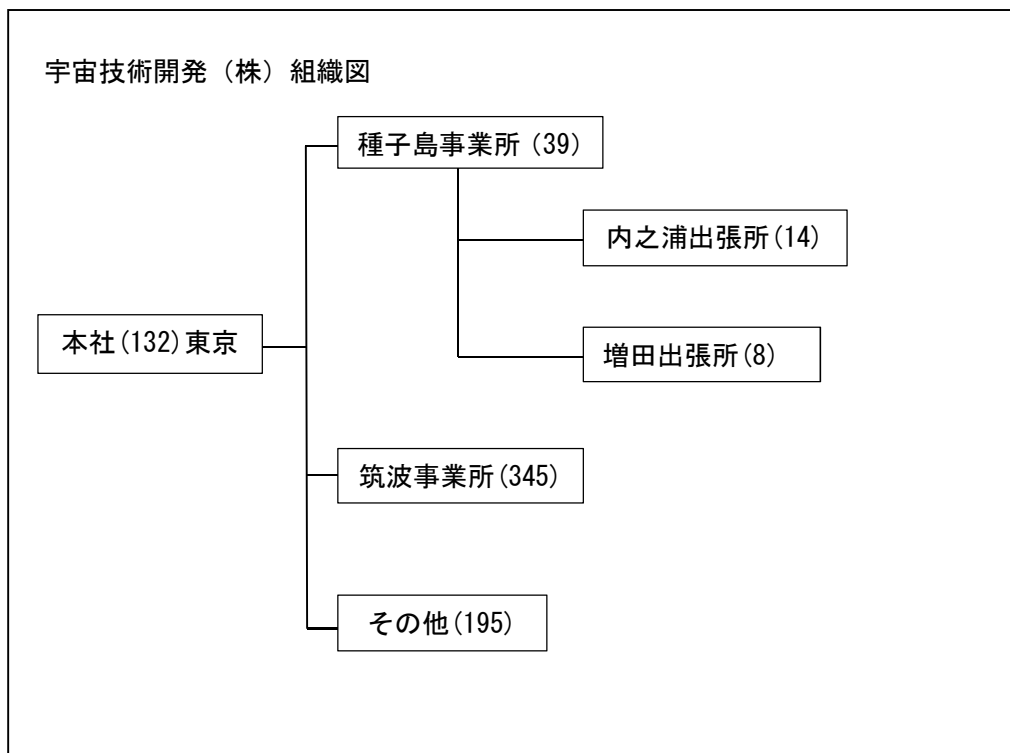 宇宙技術開発（株）組織図
種子島事業所 (39)
内之浦出張所(14)
本社(132)東京
増田出張所(8)
筑波事業所(345)
その他(195)